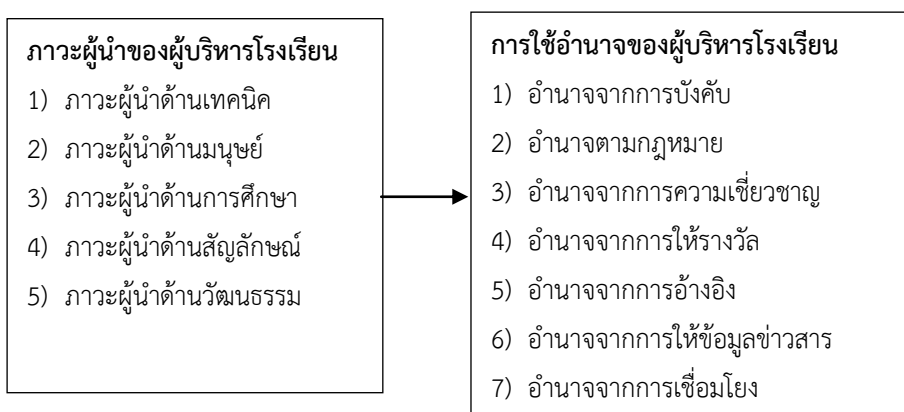 ภาวะผู้นำของผู้บริหารโรงเรียน
1) ภาวะผู้นำด้านเทคนิค
2) ภาวะผู้นำด้านมนุษย์
3) ภาวะผู้นำด้านการศึกษา
4) ภาวะผู้นำด้านสัญลักษณ์
5) ภาวะผู้นำด้านวัฒนธรรม
การใช้อำนาจของผู้บริหารโรงเรียน
1) อำนาจจากการบังคับ
2) อำนาจตามกฎหมาย
3) อำนาจจากการความเชี่ยวชาญ
4) อำนาจจากการให้รางวัล
5) อำนาจจากการอ้างอิง
6) อำนาจจากการให้ข้อมูลข่าวสาร
7) อำนาจจากการเชื่อมโยง